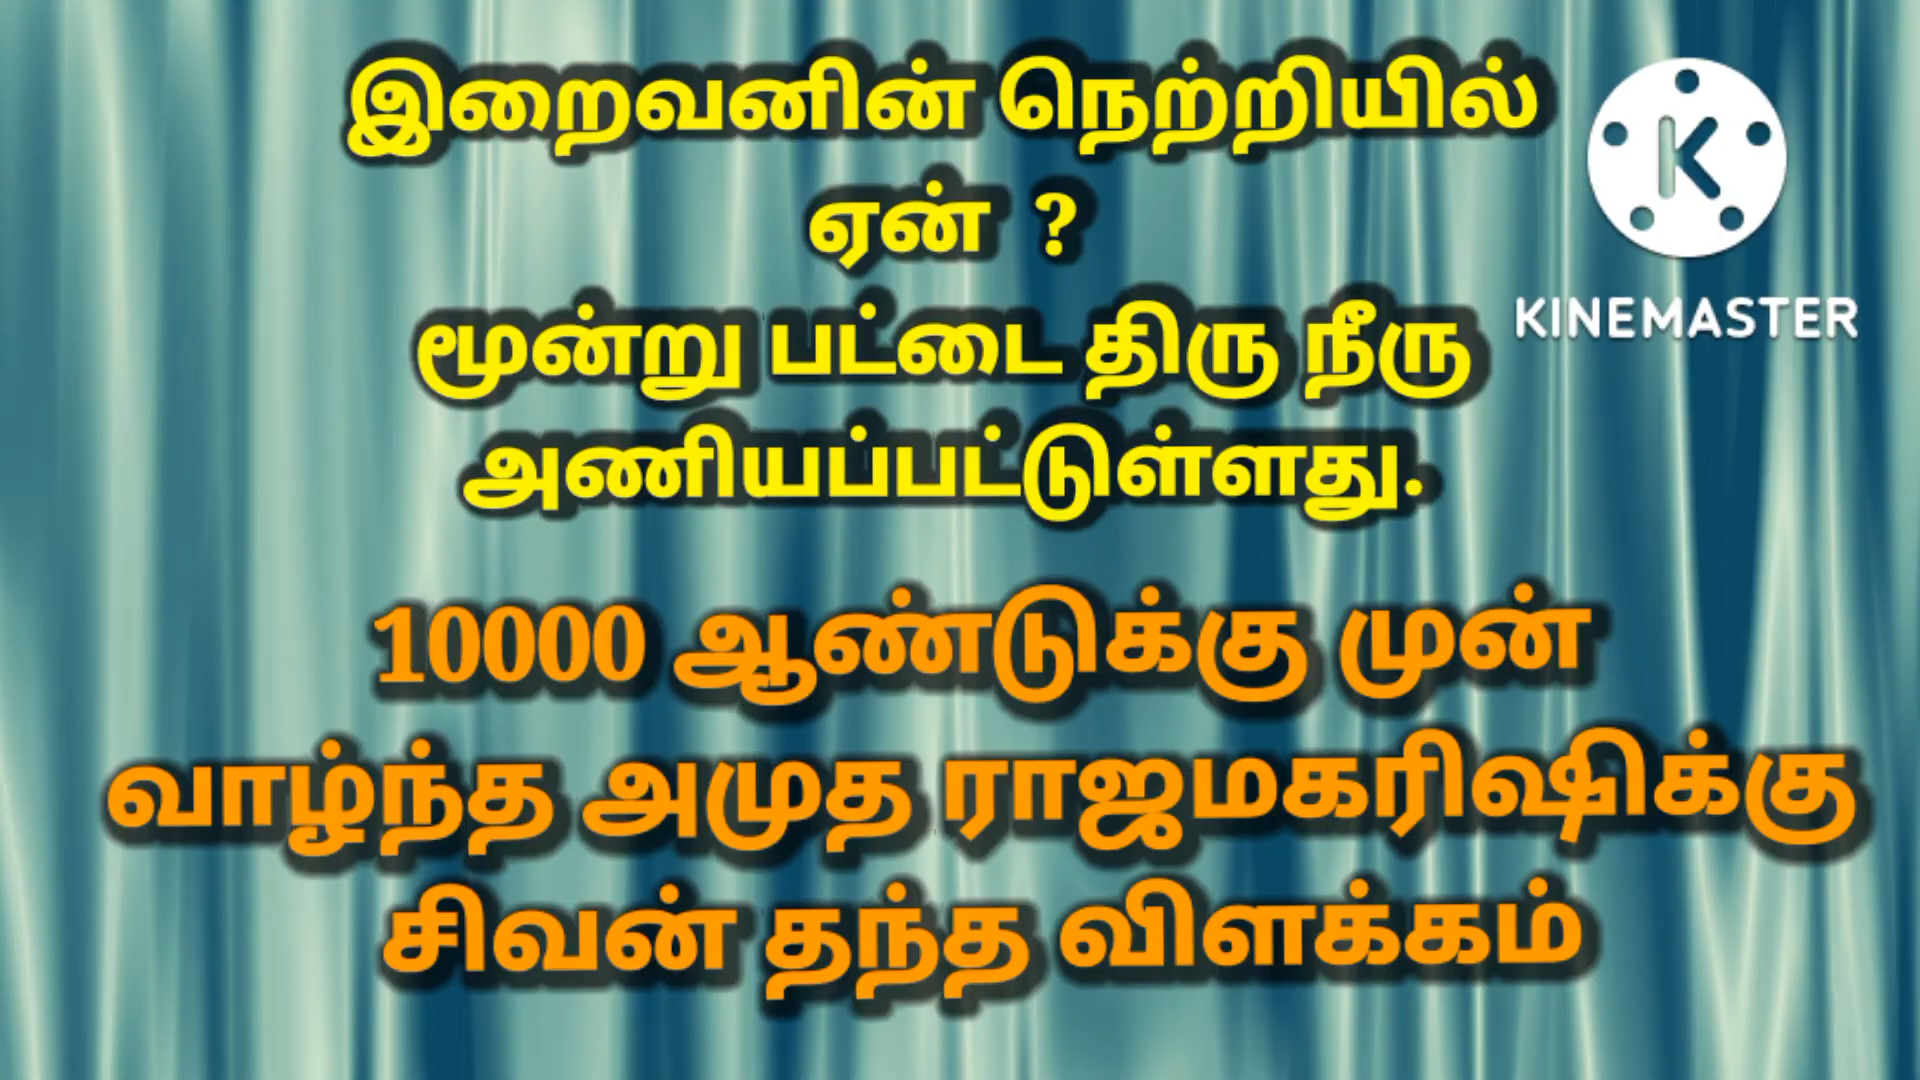 இறைவனின் நெற்றியில்
ஏன் ?
மூன்று பட்டை திரு நீரு
அணியப்பட்டுள்ளது.
10000 ஆண்டுக்கு முன்
வாழ்ந்த அமுத ராஜமகரிஷிக்கு
சிவன் தந்த விளக்கம்
K
KINEMASTER